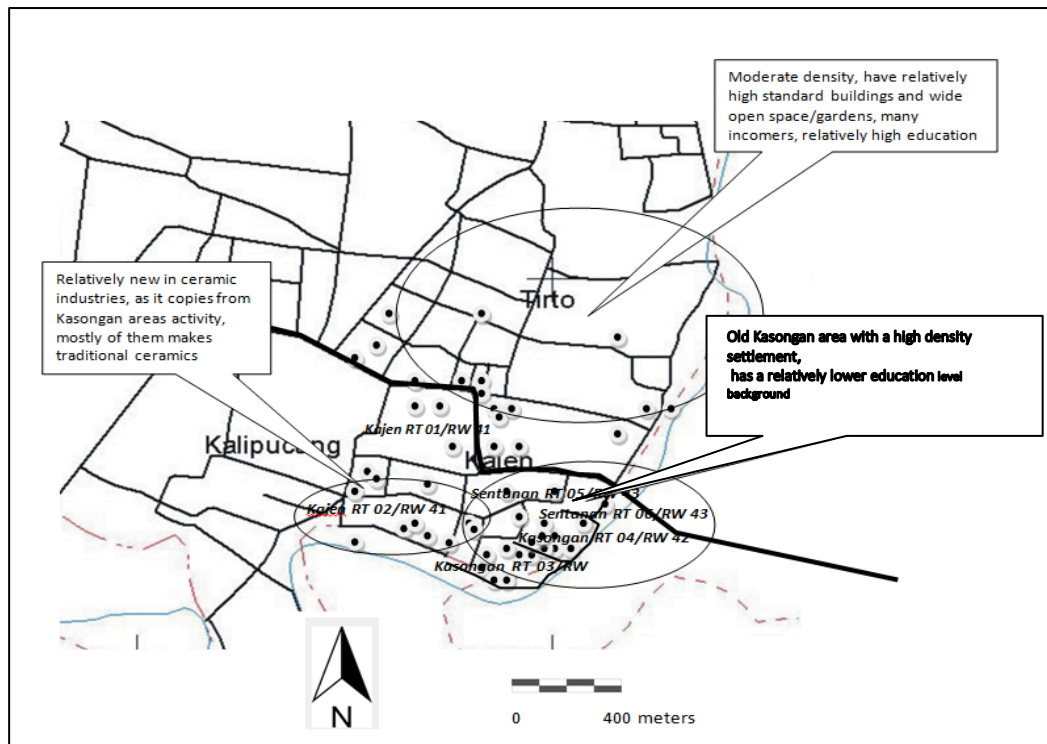 Moderate density, have relatively
high standard buildings and wide
open space/gardens, many
incomers, relatively high education
Tirto
Relatively new in ceramic
industries, as it copies from
Kasongan areas activity,
mostly of them makes
traditional ceramics
Old Kasongan area with a high density
settlement,
has a relatively lower education level
background
Kajen RT 01/RW 41
Kalipucang
Kajen
Sentanan RT 05/RW 43
Kajen RT 02/RW 41
Sentanan RT 06/RW 43
Kasongan RT 04/RW 42
Kasongan RT 03/RW
N
0 400 meters